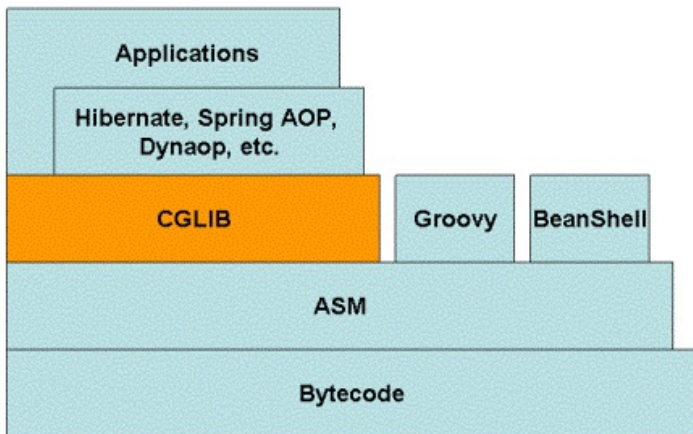 Applications
Hibernate, Spring AOP,
Dynaop, etc.
CGLIB
Groovy
BeanShell
ASM
Bytecode